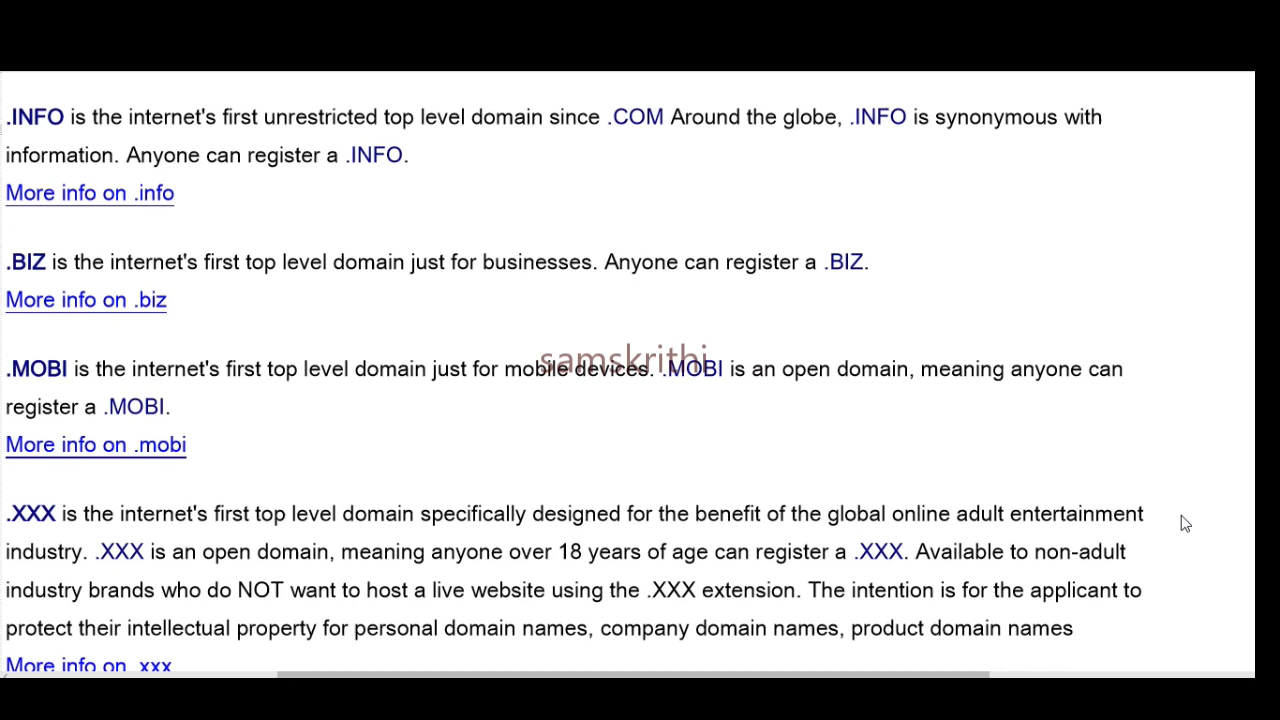 .INFO is the internet's first unrestricted top level domain since .COM Around the globe, .INFO is synonymous with
information. Anyone can register a .INFO.
More info on .info
.BIZ is the internet's first top level domain just for businesses. Anyone can register a .BIZ.
More info on .biz
samskrithi
.MOBI is the internet's first top level domain just for mobile devices. .MOBI is an open domain, meaning anyone can
register a .MOBI.
More info on .mobi
.XXX is the internet's first top level domain specifically designed for the benefit of the global online adult entertainment
industry. .XXX is an open domain, meaning anyone over 18 years of age can register a .XXX. Available to non-adult
industry brands who do NOT want to host a live website using the .XXX extension. The intention is for the applicant to
protect their intellectual property for personal domain names, company domain names, product domain names
More info on .xxx